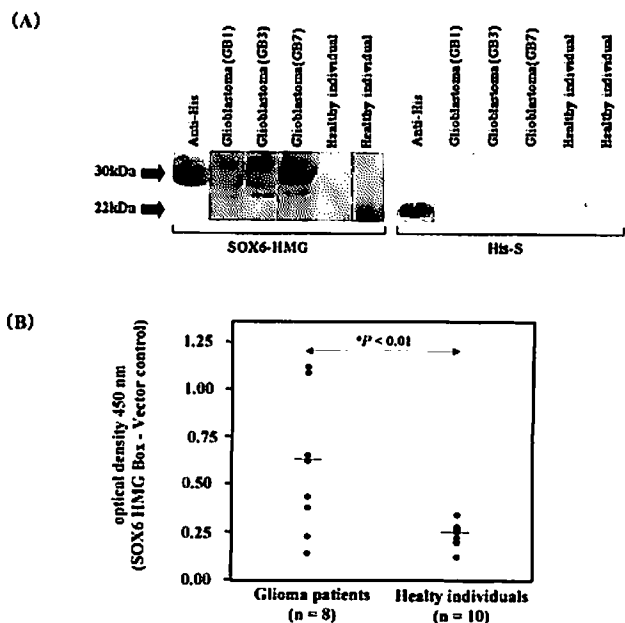 (A)
Anti-His
Glioblastoma (GB1)
Glioblastoma (GB3)
Glioblastoma(GB7)
Healthy individual
Healthy individual
Anti-His
Glioblastoma (GB1)
Glioblastoma (GB3)
Glioblastoma(GB7)
Healthy individual
Healthy individual
30kDa
22kDa
SOX6-HMG
His-S
(B)
optical density 450 nm
(SOX6 HMG Box - Vector control)
1.25
1.00
0.75
0.50
0.25
0.00
*P < 0.01
Glioma patients
(n = 8)
Healty individuals
(n = 10)